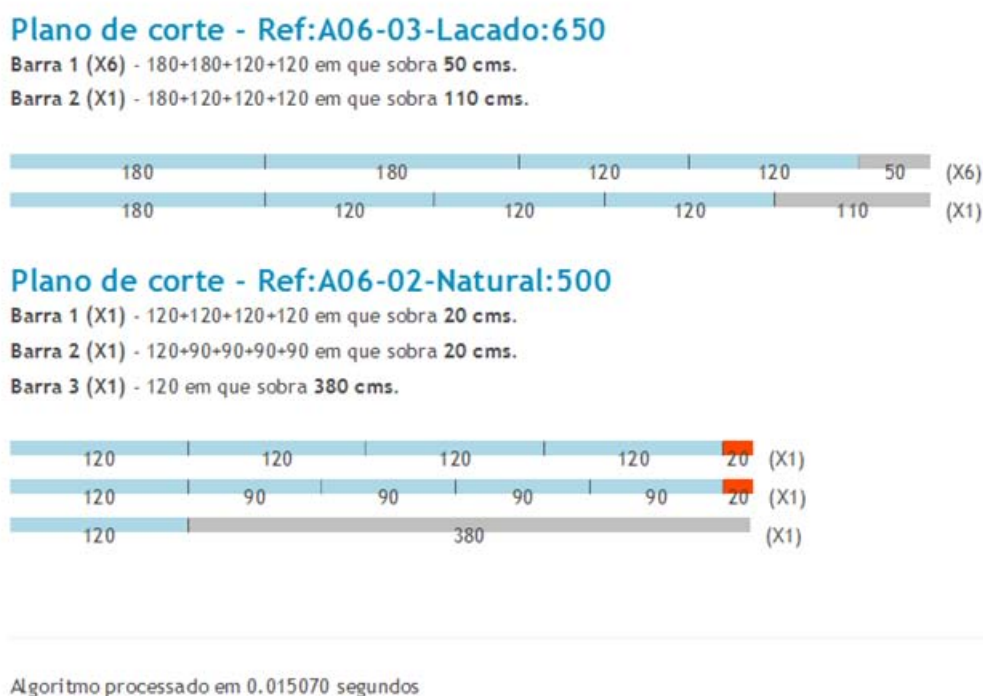 Plano de corte - Ref:A06-03-Lacado:650
Barra 1 (X6) - 180+180+120+120 em que sobra 50 cms.
Barra 2 (X1) - 180+120+120+120 em que sobra 110 cms.
180 180 120 120 50 (X6)
180 120 120 120 110 (X1)
Plano de corte - Ref:A06-02-Natural:500
Barra 1 (X1) - 120+120+120+120 em que sobra 20 cms.
Barra 2 (X1) - 120+90+90+90+90 em que sobra 20 cms.
Barra 3 (X1) - 120 em que sobra 380 cms.
120 120 120 120 20 (X1)
120 90 90 90 90 20 (X1)
120 380 (X1)
Algoritmo processado em 0.015070 segundos